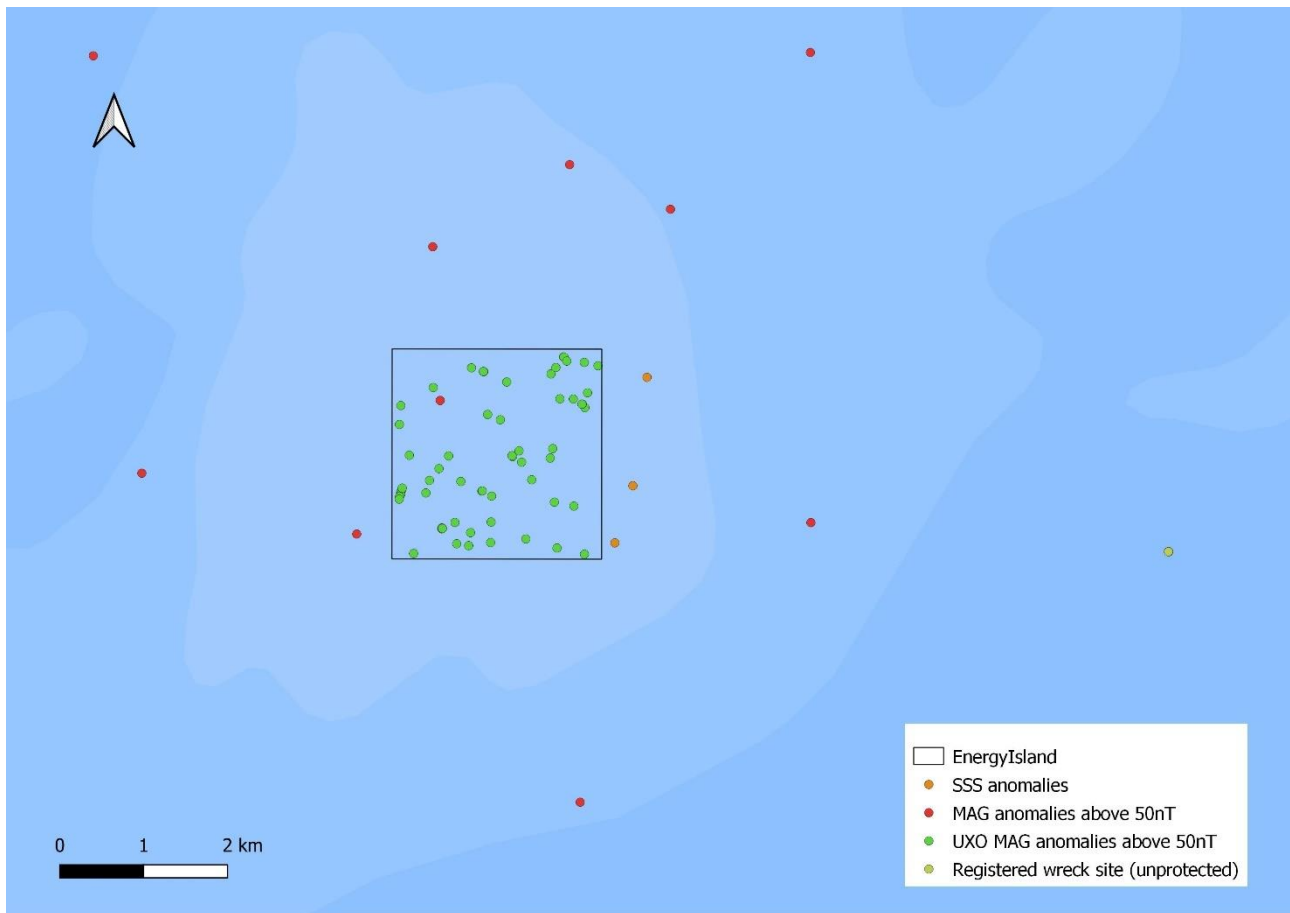 EnergyIsland
SSS anomalies
MAG anomalies above 50nT
UXO MAG anomalies above 50nT
Registered wreck site (unprotected)
0 1 2 km